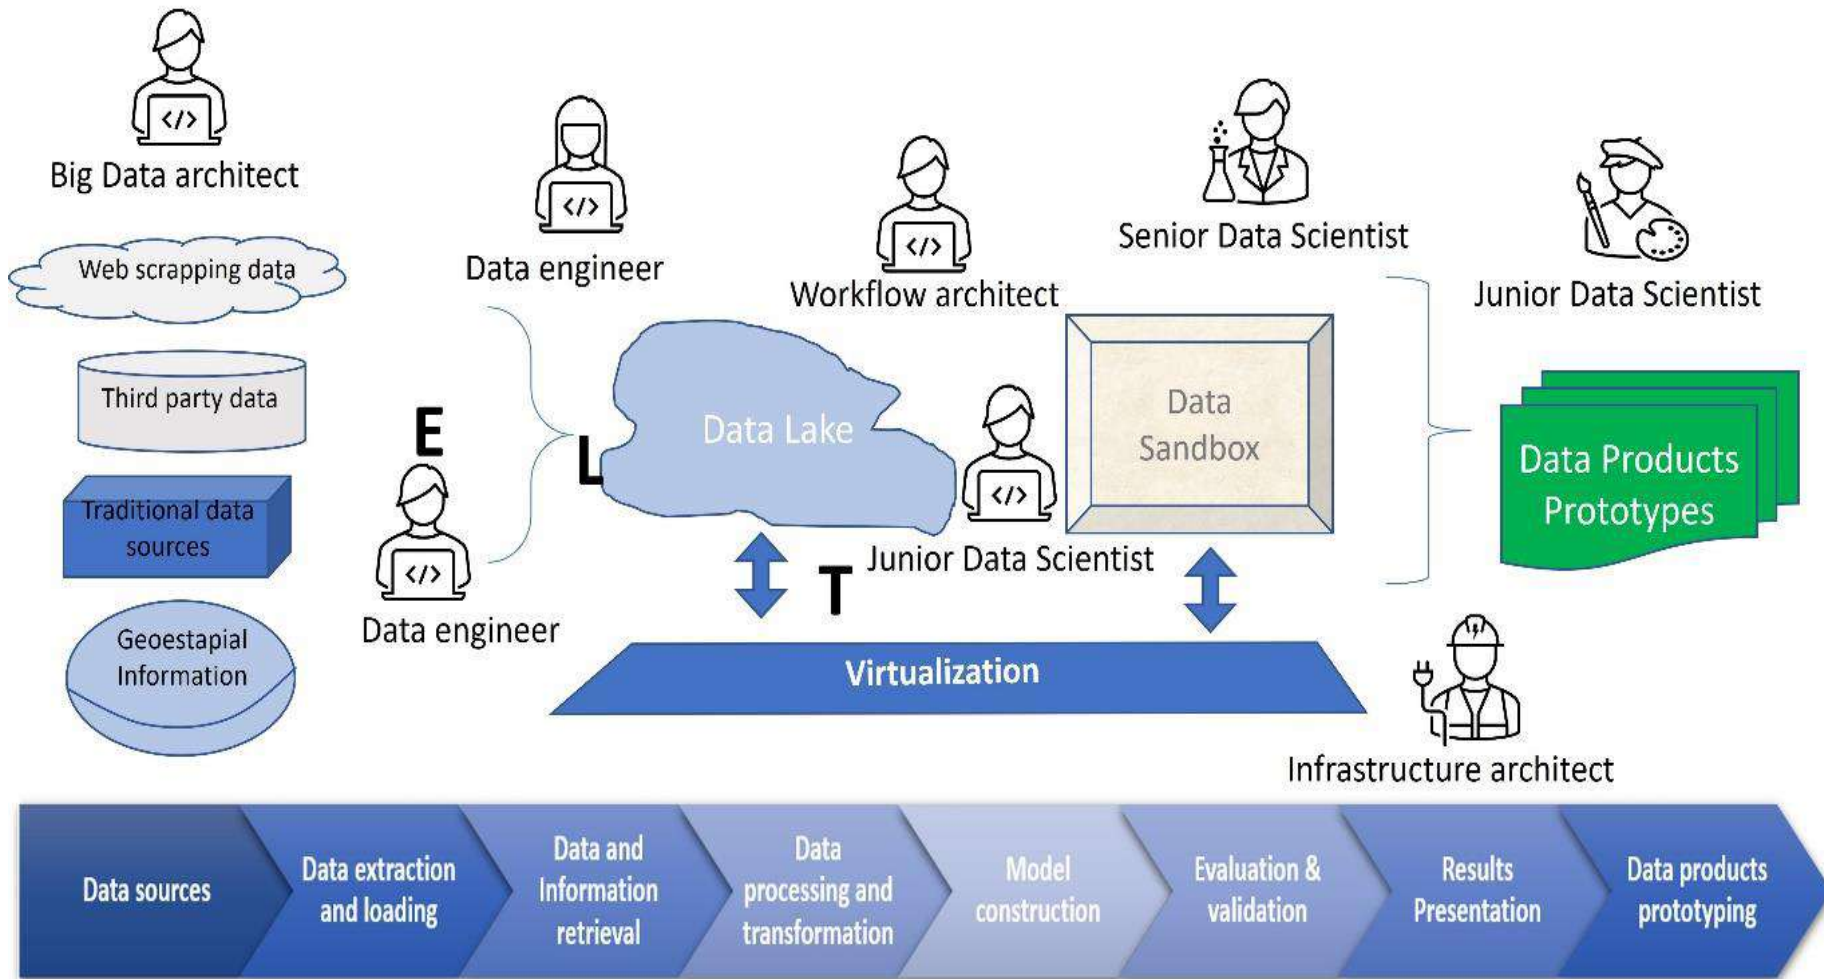 Big Data architect
Web scrapping data
Third party data
Traditional data
sources
Geoestapial
Information
Data engineer
E
L
Data engineer
Workflow architect
Data Lake
T
Junior Data Scientist
Senior Data Scientist
Data
Sandbox
Virtualization
Junior Data Scientist
Data Products
Prototypes
Infrastructure architect
Data sources
Data extraction
and loading
Data and
Information
retrieval
Data
processing and
transformation
Model
construction
Evaluation &
validation
Results
Presentation
Data products
prototyping